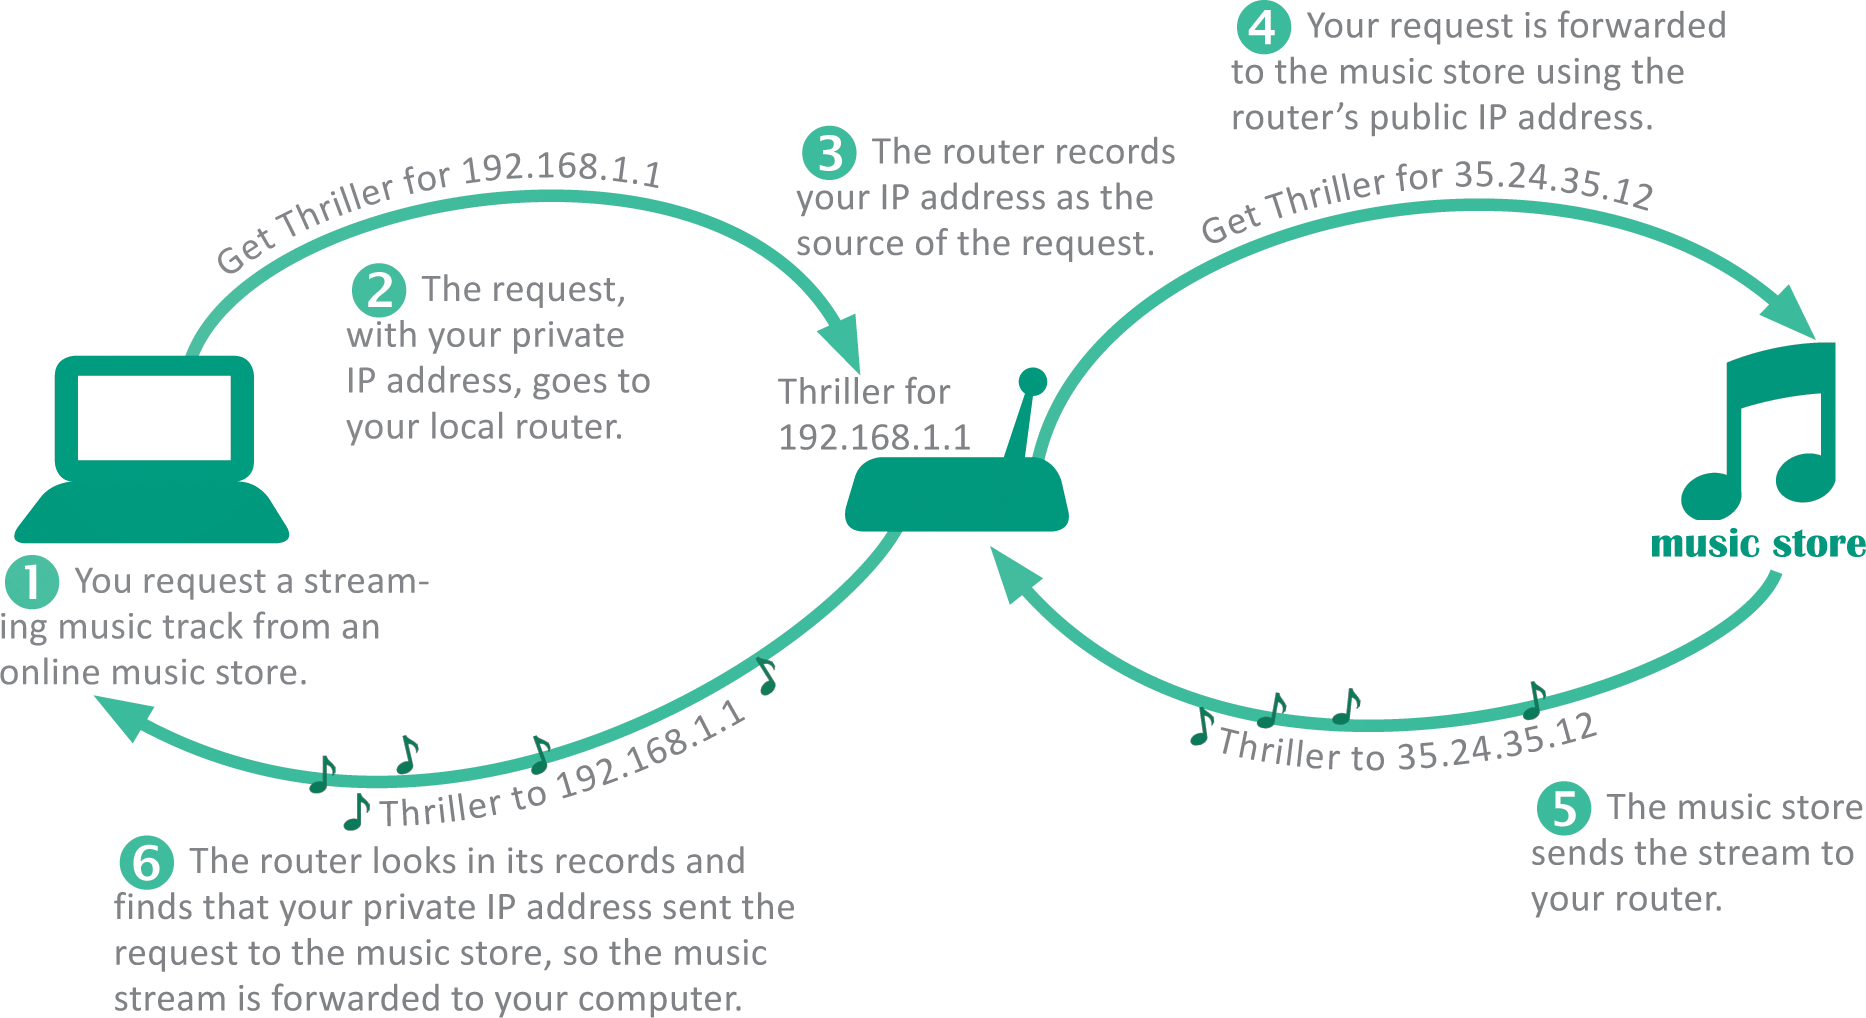 1 You request a stream-
ing music track from an
online music store.
Get Thriller for 192.168.1.1
2 The request,
with your private
IP address, goes to
your local router.
3 The router records
your IP address as the
source of the request.
Thriller for
192.168.1.1
4 Your request is forwarded
to the music store using the
router’s public IP address.
Get Thriller for 35.24.35.12
music store
Thriller to 35.24.35.12
5 The music store
sends the stream to
your router.
Thriller to 192.168.1.1
6 The router looks in its records and
finds that your private IP address sent the
request to the music store, so the music
stream is forwarded to your computer.